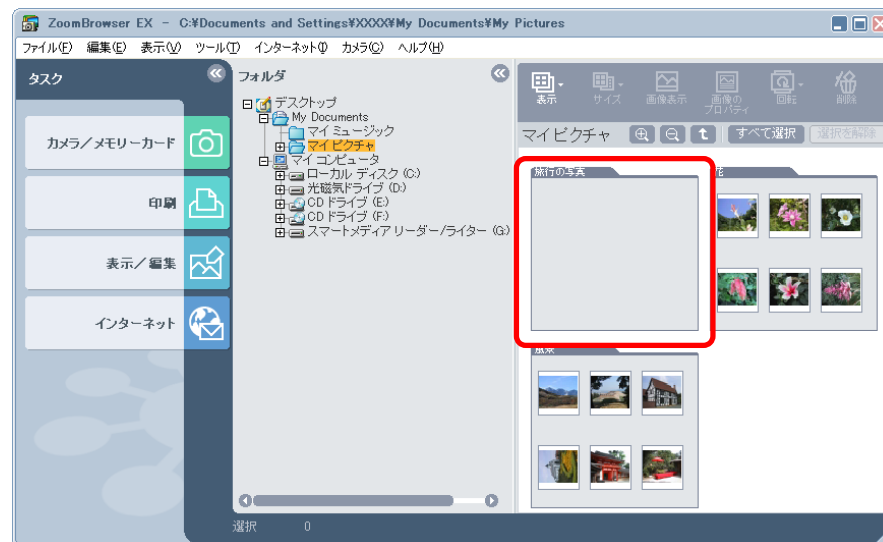 ZoomBrowser EX - C:¥Documents and Settings¥XXXX¥My Documents¥My Pictures
ファイル(F) 編集(E) 表示(V) ツール(T) インターネット(I) カメラ(C) ヘルプ(H)
タスク
カメラ／メモリーカード
印刷
表示／編集
インターネット
フォルダ
デスクトップ
My Documents
マイ ミュージック
マイ ピクチャ
マイ コンピュータ
ローカル ディスク (C:)
光磁気ドライブ (D:)
CD ドライブ (E:)
CD ドライブ (F:)
スマートメディア リーダー/ライター (G:)
表示 サイズ 画像表示 画像のプロパティ 回転 削除
マイ ピクチャ すべて選択 選択を解除
旅行の写真
花
風景
選択 0